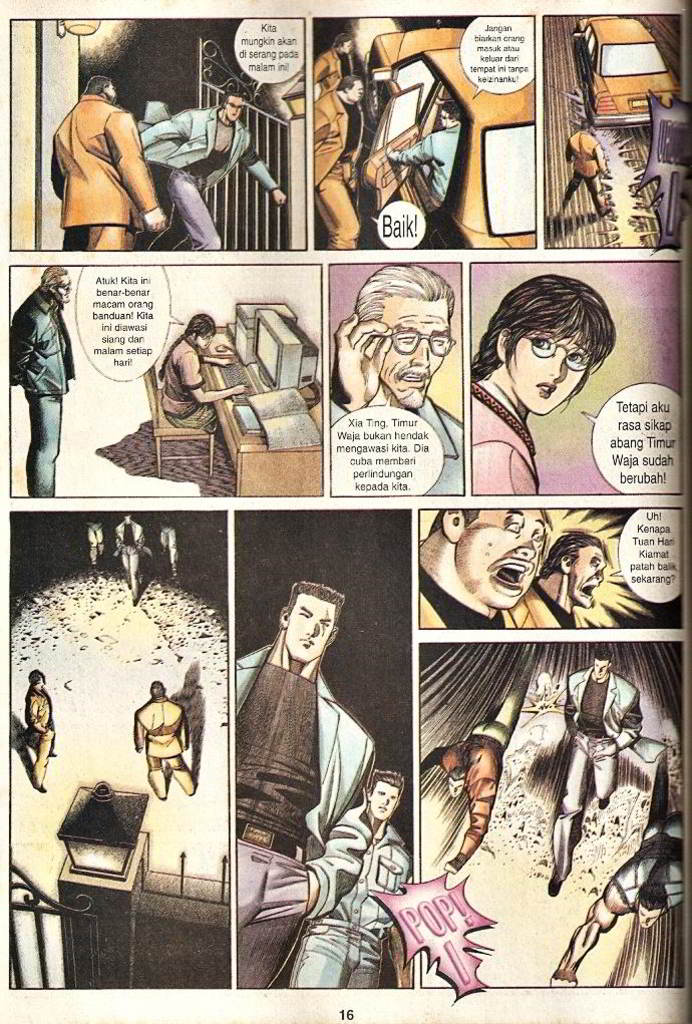 Kita
mungkin akan
di serang pada
malam ini!
Jangan
biarkan orang
masuk atau
keluar dari
tempat ini tanpa
keizinanku!
Baik!
Atuk! Kita ini
benar-benar
macam orang
banduan! Kita
ini diawasi
siang dan
malam setiap
hari!
Xia Ting, Timur
Waja bukan hendak
mengawasi kita. Dia
cuba memberi
perlindungan
kepada kita.
Tetapi aku
rasa sikap
abang Timur
Waja sudah
berubah!
Uh!
Kenapa
Tuan Hari
Kiamat
patah balik
sekarang?
POP!
16